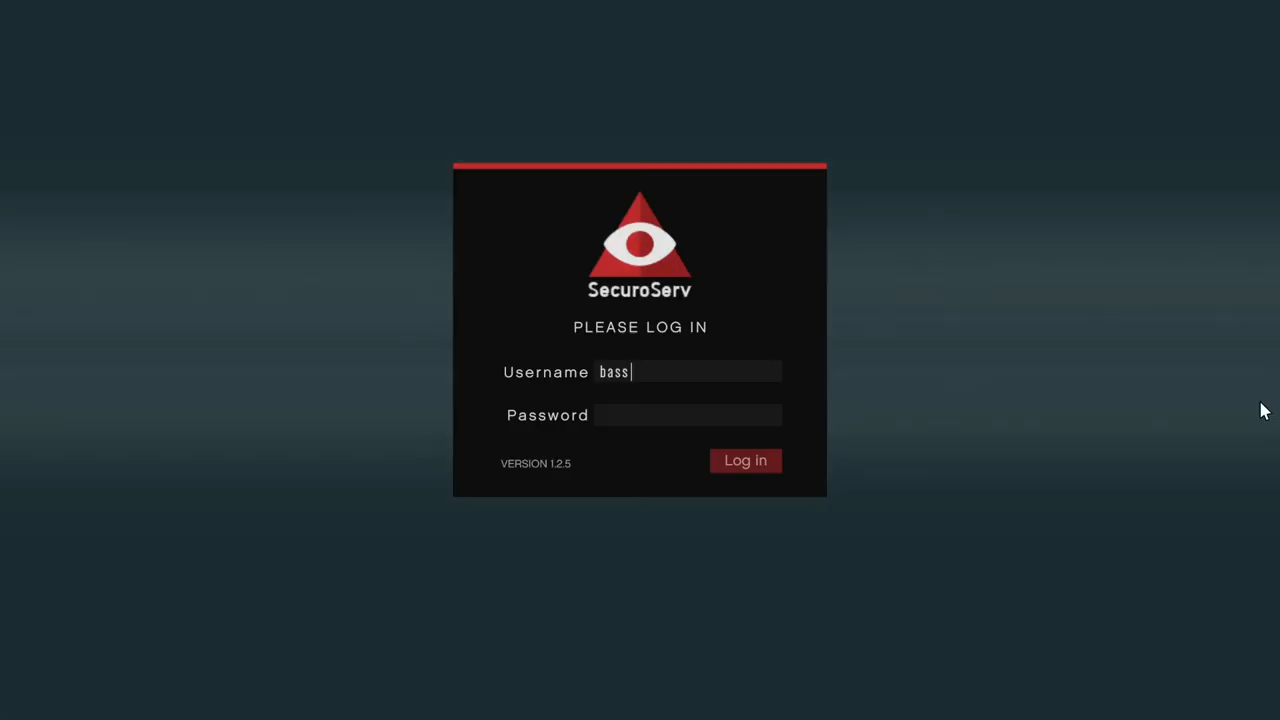 SecuroServ
PLEASE LOG IN
Username bass
Password
VERSION 1.2.5 Log in